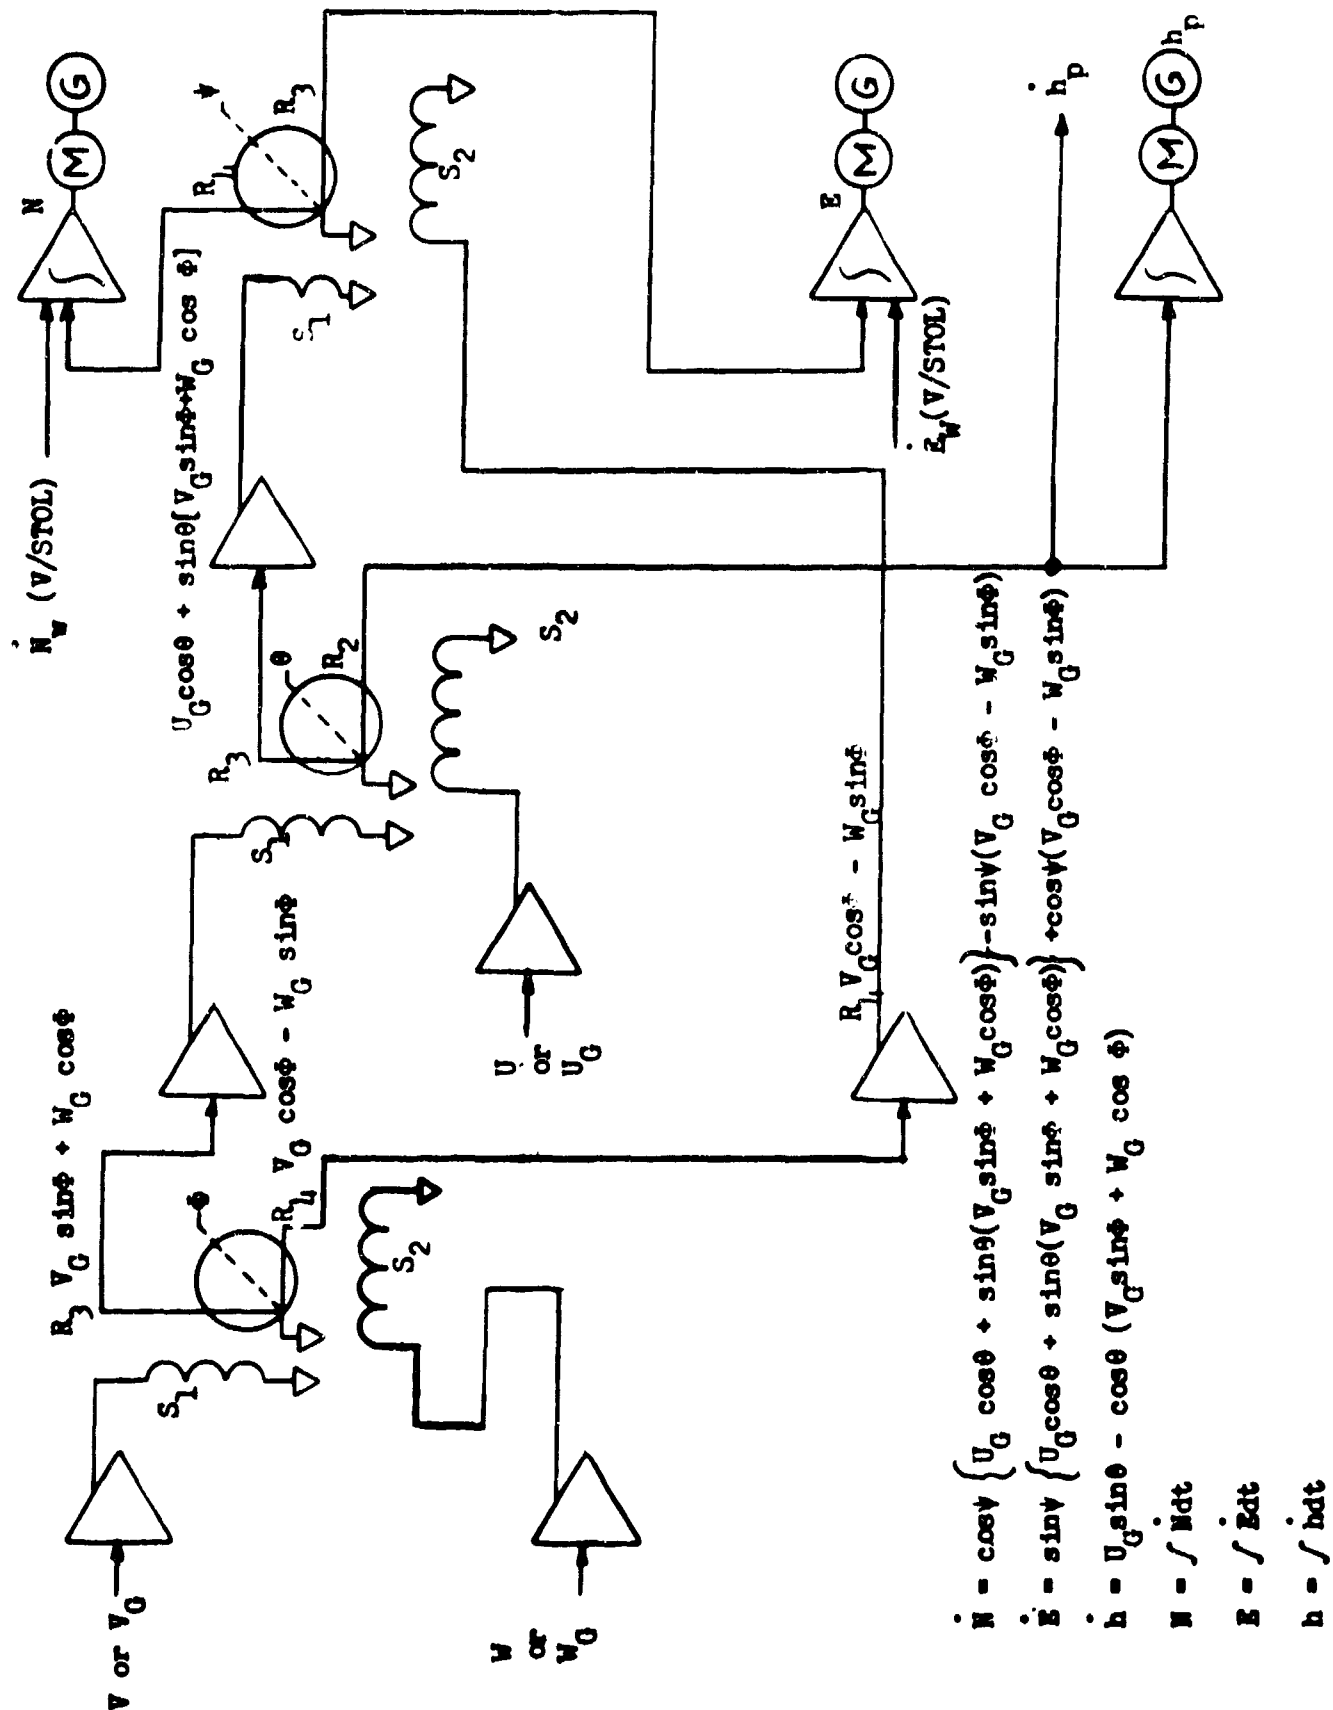 V or V_G
S_1
R_3 V_G sinΦ + W_G cosΦ
Φ
R_4 V_G cosΦ - W_G sinΦ
S_2
W
or
W_G
S_1
R_3
θ
R_2
S_2
U
or
U_G
R_4 V_G cosΦ - W_G sinΦ
U_G cosθ + sinθ[V_G sinΦ+W_G cos Φ]
Ṅ_w (V/STOL)
N
M G
S_1
R_4
ψ
R_3
S_2
E
M G
Ė_w (V/STOL)
ḣ_p
M G h_p
Ṅ = cosψ {U_G cosθ + sinθ(V_G sinΦ + W_G cosΦ)}-sinψ(V_G cosΦ - W_G sinΦ)
Ė = sinψ {U_G cosθ + sinθ(V_G sinΦ + W_G cosΦ)} +cosψ(V_G cosΦ - W_G sinΦ)
ḣ = U_G sinθ - cosθ (V_G sinΦ + W_G cos Φ)
N = ∫ Ṅdt
E = ∫ Ėdt
h = ∫ ḣdt